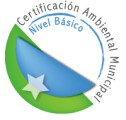 Certificación Ambiental Municipal
Nivel Básico